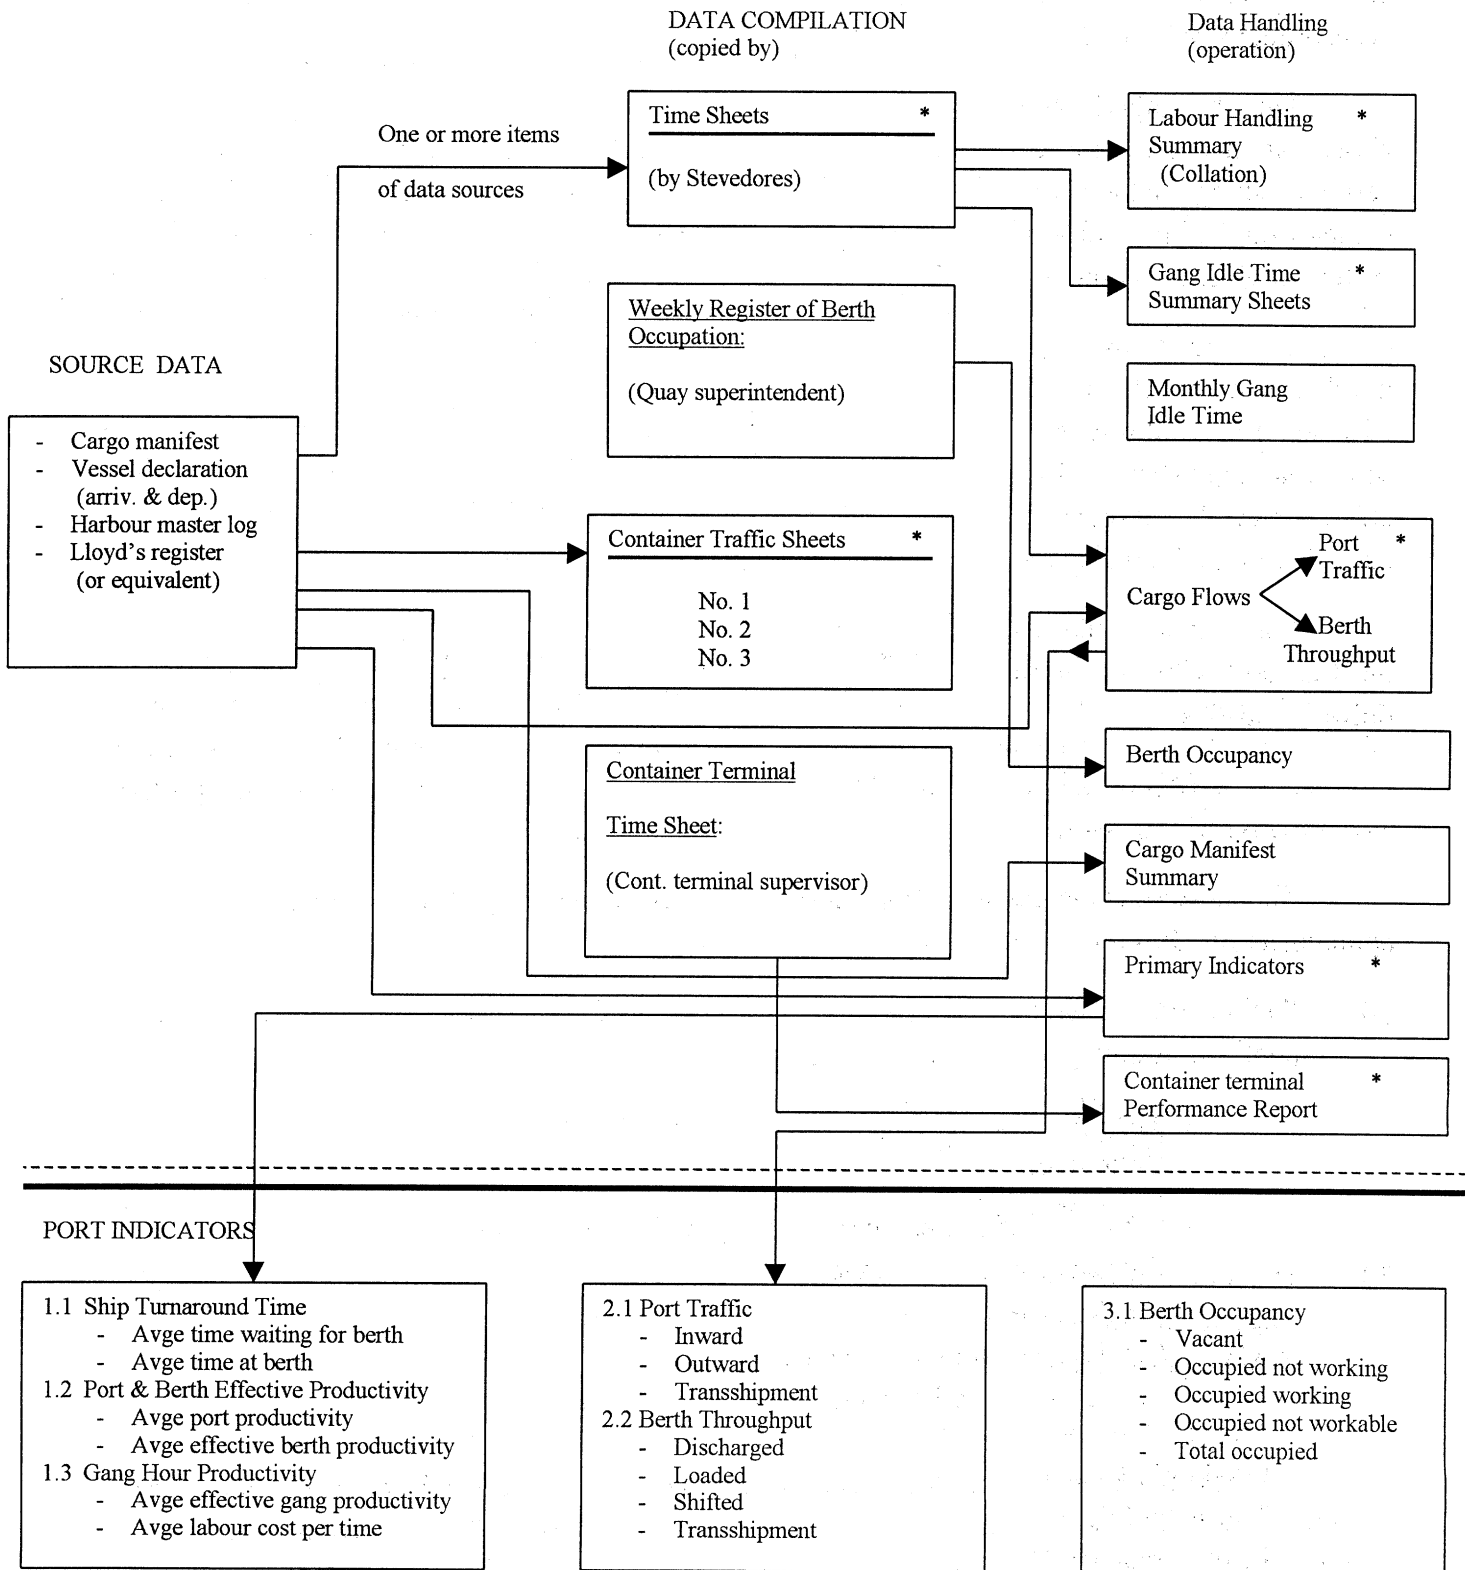 DATA COMPILATION
(copied by)
Data Handling
(operation)
One or more items
of data sources
Time Sheets *
(by Stevedores)
Labour Handling *
Summary
(Collation)
Gang Idle Time *
Summary Sheets
Weekly Register of Berth
Occupation:
(Quay superintendent)
Monthly Gang
Idle Time
SOURCE DATA
- Cargo manifest
- Vessel declaration
(arriv. & dep.)
- Harbour master log
- Lloyd's register
(or equivalent)
Container Traffic Sheets *
No. 1
No. 2
No. 3
Port *
Traffic
Cargo Flows
Berth
Throughput
Berth Occupancy
Container Terminal
Time Sheet:
(Cont. terminal supervisor)
Cargo Manifest
Summary
Primary Indicators *
Container terminal *
Performance Report
PORT INDICATORS
1.1 Ship Turnaround Time
- Avge time waiting for berth
- Avge time at berth
1.2 Port & Berth Effective Productivity
- Avge port productivity
- Avge effective berth productivity
1.3 Gang Hour Productivity
- Avge effective gang productivity
- Avge labour cost per time
2.1 Port Traffic
- Inward
- Outward
- Transshipment
2.2 Berth Throughput
- Discharged
- Loaded
- Shifted
- Transshipment
3.1 Berth Occupancy
- Vacant
- Occupied not working
- Occupied working
- Occupied not workable
- Total occupied